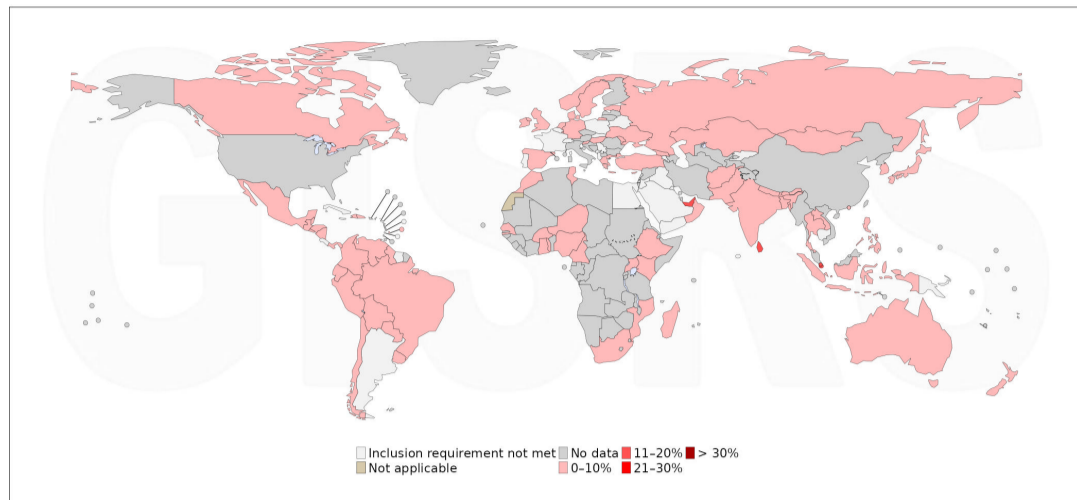 GISRS
Inclusion requirement not met No data 11–20% > 30%
Not applicable 0–10% 21–30%